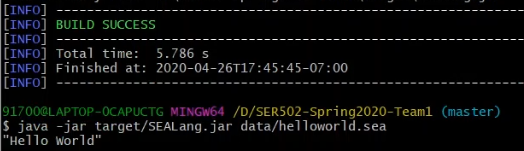 [INFO] ------------------------------------------------------------------------
[INFO] BUILD SUCCESS
[INFO] ------------------------------------------------------------------------
[INFO] Total time:  5.786 s
[INFO] Finished at: 2020-04-26T17:45:45-07:00
[INFO] ------------------------------------------------------------------------
91700@LAPTOP-OCAPUCTG MINGW64 /D/SER502-Spring2020-Team1 (master)
$ java -jar target/SEALang.jar data/helloworld.sea
"Hello World"